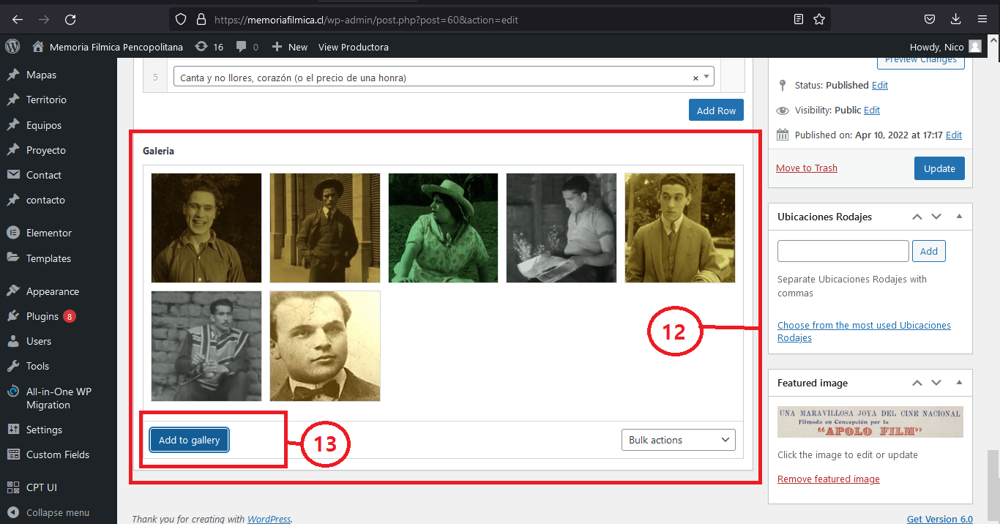 https://memoriafilmica.cl/wp-admin/post.php?post=60&action=edit
Memoria Filmica Pencopolitana
16
0
New
View Productora
Howdy, Nico
Mapas
Territorio
Equipos
Proyecto
Contact
contacto
Elementor
Templates
Appearance
Plugins 8
Users
Tools
All-in-One WP
Migration
Settings
Custom Fields
CPT UI
Collapse menu
5
Canta y no llores, corazón (o el precio de una honra)
×
Add Row
Galeria
12
Add to gallery
13
Bulk actions
Thank you for creating with WordPress.
Preview Changes
Status: Published Edit
Visibility: Public Edit
Published on: Apr 10, 2022 at 17:17 Edit
Move to Trash
Update
Ubicaciones Rodajes
Add
Separate Ubicaciones Rodajes with
commas
Choose from the most used Ubicaciones
Rodajes
Featured image
UNA MARAVILLOSA JOYA DEL CINE NACIONAL
Filmada en Concepción por la
“APOLO FILM”
Click the image to edit or update
Remove featured image
Get Version 6.0